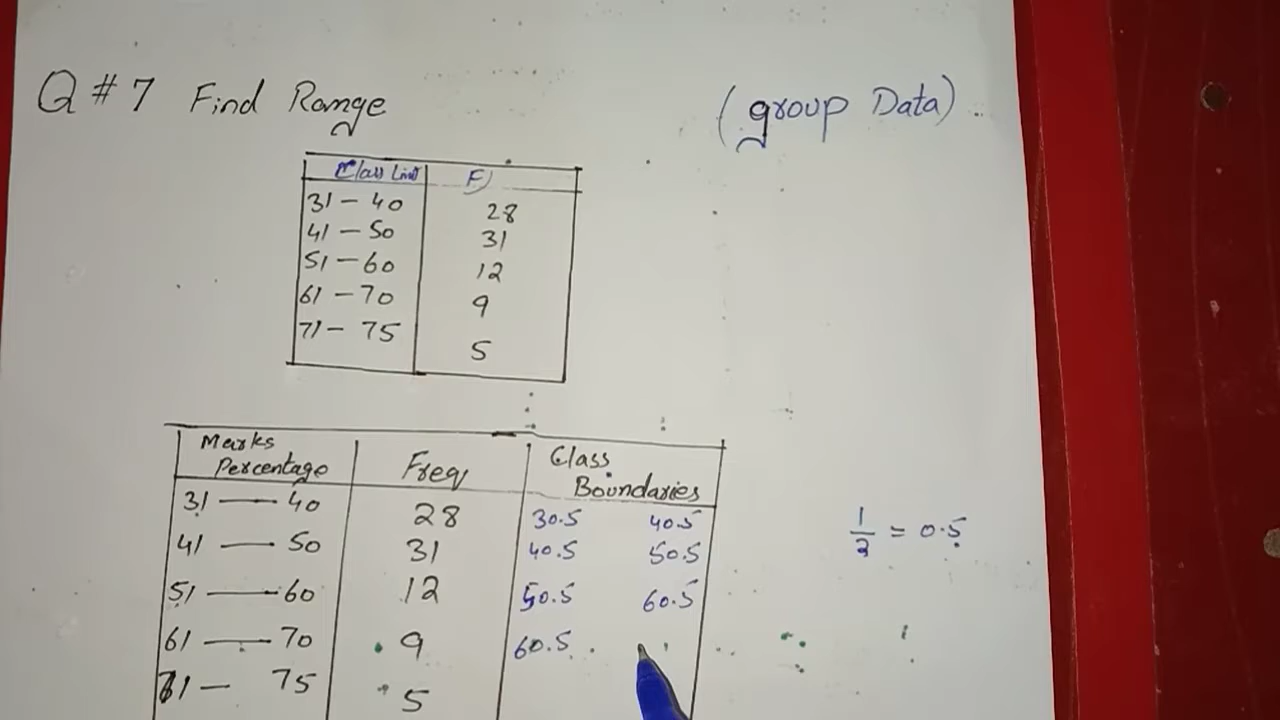 Q # 7 Find Range (group Data)
Class Limit F)
31 - 40 28
41 - 50 31
51 - 60 12
61 - 70 9
71 - 75 5
Marks Percentage Freq Class Boundaries
31 — 40 28 30.5 40.5
41 — 50 31 40.5 50.5
51 — 60 12 50.5 60.5
61 — 70 9 60.5
71 — 75 5
1/2 = 0.5